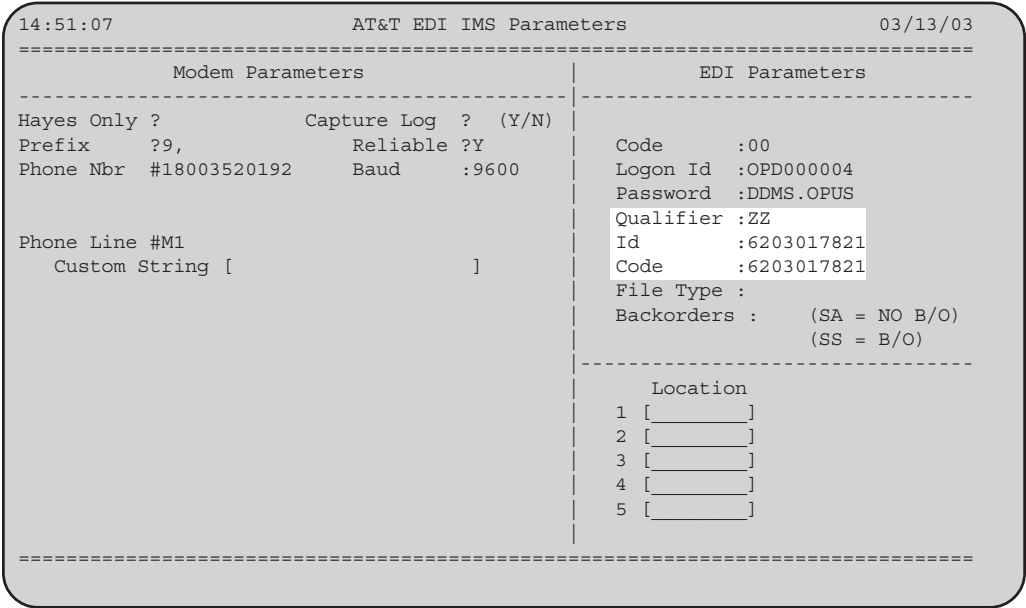 14:51:07 AT&T EDI IMS Parameters 03/13/03
================================================================================
Modem Parameters | EDI Parameters
----------------------------------------------|---------------------------------
Hayes Only ? Capture Log ? (Y/N) |
Prefix ?9, Reliable ?Y | Code :00
Phone Nbr #18003520192 Baud :9600 | Logon Id :OPD000004
| Password :DDMS.OPUS
| Qualifier :ZZ
Phone Line #M1 | Id :6203017821
Custom String [ ] | Code :6203017821
| File Type :
| Backorders : (SA = NO B/O)
| (SS = B/O)
|---------------------------------
| Location
| 1 [________]
| 2 [________]
| 3 [________]
| 4 [________]
| 5 [________]
|
================================================================================